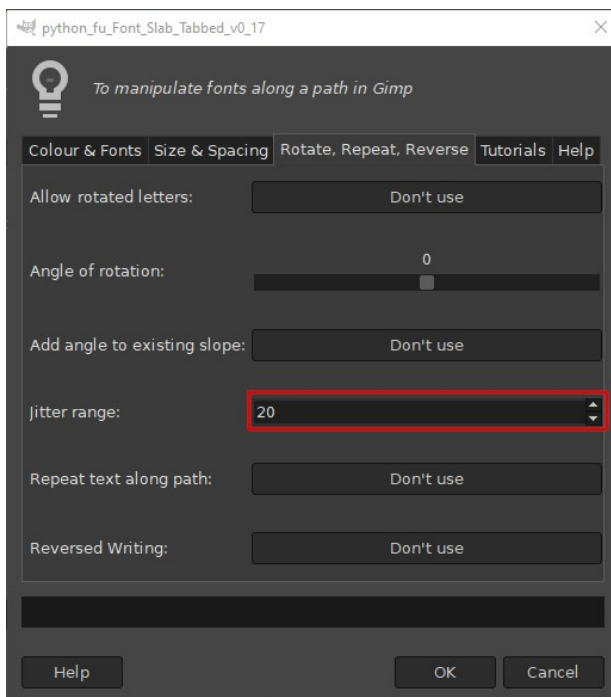 python_fu_Font_Slab_Tabbed_v0_17
To manipulate fonts along a path in Gimp
Colour & Fonts Size & Spacing Rotate, Repeat, Reverse Tutorials Help
Allow rotated letters: Don't use
0
Angle of rotation:
Add angle to existing slope: Don't use
Jitter range: 20
Repeat text along path: Don't use
Reversed Writing: Don't use
Help OK Cancel